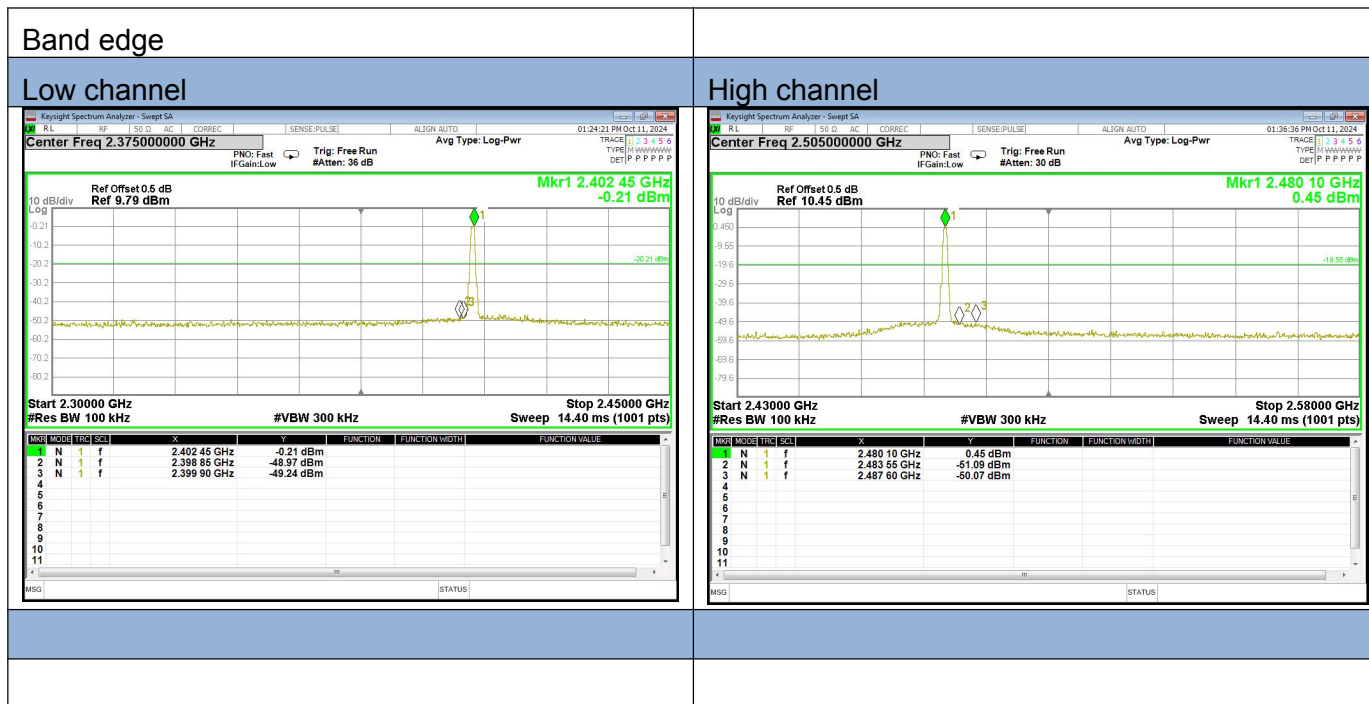 Band edge
Low channel
High channel
Keysight Spectrum Analyzer - Swept SA
LXI RL RF 50 Ω AC CORREC SENSE:PULSE ALIGN AUTO 01:24:21 PM Oct 11, 2024
Center Freq 2.375000000 GHz
Avg Type: Log-Pwr
TRACE 1 2 3 4 5 6
PNO: Fast Trig: Free Run
TYPE M WWWWW
IFGain:Low #Atten: 36 dB
DET P P P P P P
Mkr1 2.402 45 GHz
Ref Offset 0.5 dB
-0.21 dBm
10 dB/div Ref 9.79 dBm
Log
1
-0.21
-10.2
-20.2
-20.21 dBm
-30.2
-40.2
23
-50.2
-60.2
-70.2
-80.2
Start 2.30000 GHz Stop 2.45000 GHz
#Res BW 100 kHz #VBW 300 kHz Sweep 14.40 ms (1001 pts)
MKR MODE TRC SCL X Y FUNCTION FUNCTION WIDTH FUNCTION VALUE
1 N 1 f 2.402 45 GHz -0.21 dBm
2 N 1 f 2.398 85 GHz -48.97 dBm
3 N 1 f 2.399 90 GHz -49.24 dBm
4
5
6
7
8
9
10
11
MSG STATUS
Keysight Spectrum Analyzer - Swept SA
LXI RL RF 50 Ω AC CORREC SENSE:PULSE ALIGN AUTO 01:36:36 PM Oct 11, 2024
Center Freq 2.505000000 GHz
Avg Type: Log-Pwr
TRACE 1 2 3 4 5 6
PNO: Fast Trig: Free Run
TYPE M WWWWW
IFGain:Low #Atten: 30 dB
DET P P P P P P
Mkr1 2.480 10 GHz
Ref Offset 0.5 dB
0.45 dBm
10 dB/div Ref 10.45 dBm
Log
1
0.450
-9.55
-19.6
-19.55 dBm
-29.6
-39.6
2 3
-49.6
-59.6
-69.6
-79.6
Start 2.43000 GHz Stop 2.58000 GHz
#Res BW 100 kHz #VBW 300 kHz Sweep 14.40 ms (1001 pts)
MKR MODE TRC SCL X Y FUNCTION FUNCTION WIDTH FUNCTION VALUE
1 N 1 f 2.480 10 GHz 0.45 dBm
2 N 1 f 2.483 55 GHz -51.09 dBm
3 N 1 f 2.487 60 GHz -50.07 dBm
4
5
6
7
8
9
10
11
MSG STATUS